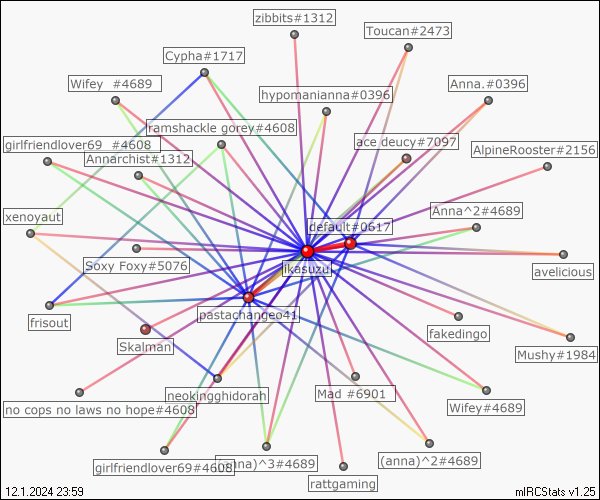 zibbits#1312
Toucan#2473
Cypha#1717
Wifey #4689
hypomanianna#0396
Anna.#0396
ramshackle gorey#4608
girlfriendlover69 #4608
ace deucy#7097
AlpineRooster#2156
Annarchist#1312
xenoyaut
Anna^2#4689
default#0617
Soxy Foxy#5076
ikasuzu
avelicious
frisout
pastachangeo41
fakedingo
Skalman
Mushy#1984
neokingghidorah
Mad #6901
no cops no laws no hope#4608
Wifey#4689
girlfriendlover69#4608
)^3#4689
(anna)^2#4689
rattgaming
12.1.2024 23:59
mIRCStats v1.25